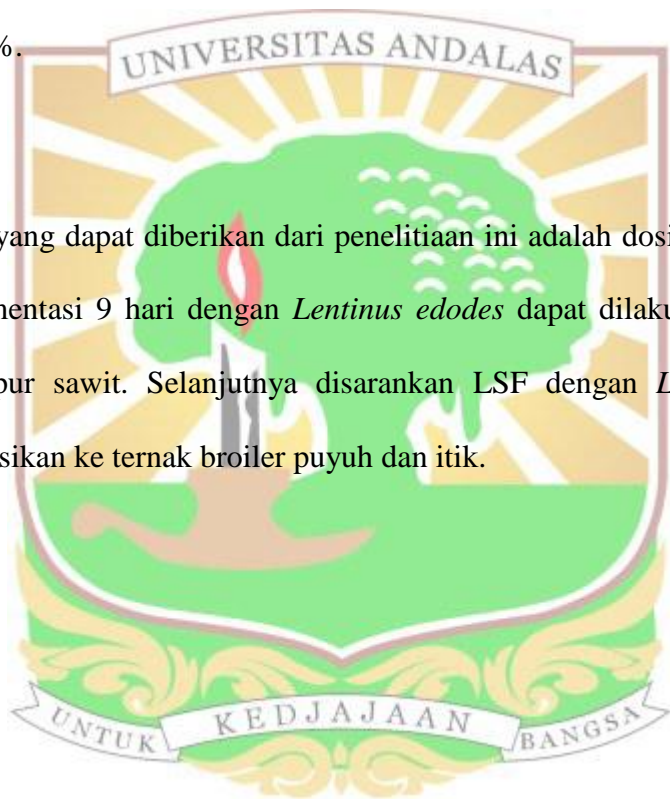 %.
UNIVERSITAS ANDALAS
yang dapat diberikan dari penelitiaan ini adalah dosi
mentasi 9 hari dengan Lentinus edodes dapat dilaku
pur sawit. Selanjutnya disarankan LSF dengan L
sikan ke ternak broiler puyuh dan itik.
UNTUK KEDJAJAAN BANGSA